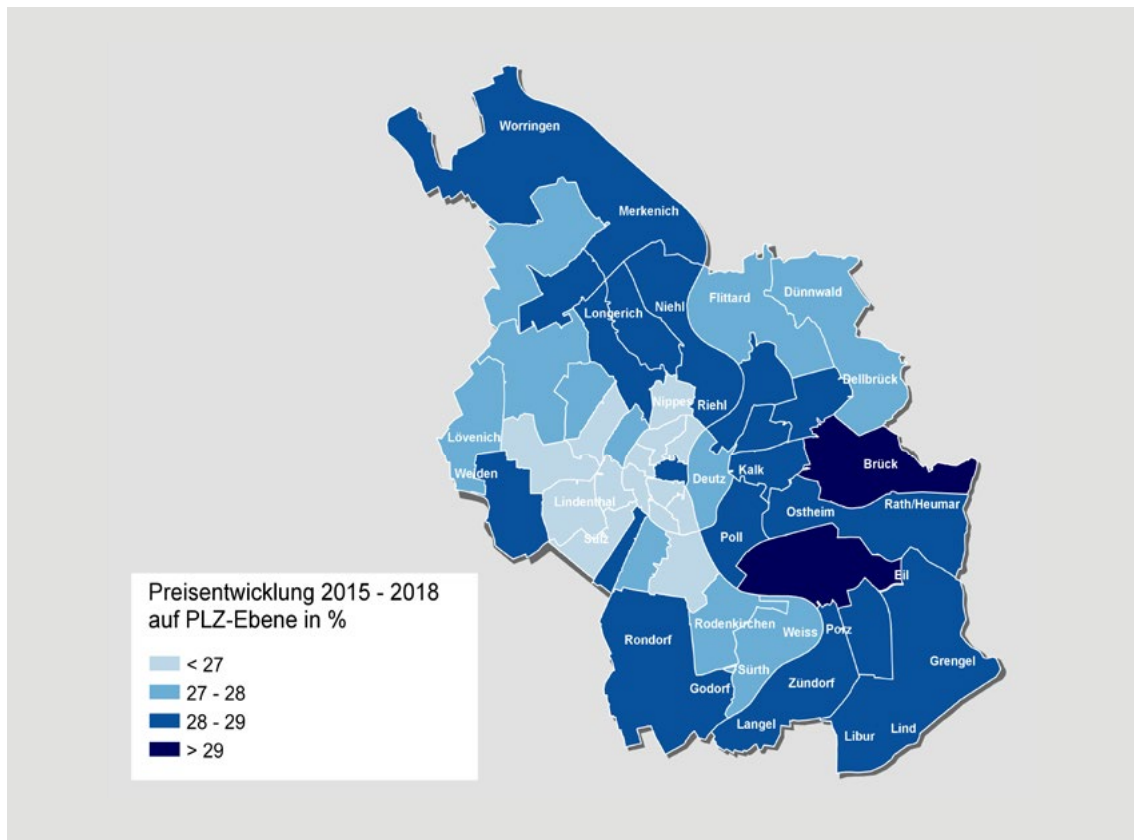 Worringen
Merkenich
Flittard
Dünnwald
Longerich
Niehl
Dellbrück
Nippes
Riehl
Lövenich
Weiden
Deutz
Kalk
Brück
Lindenthal
Rath/Heumar
Ostheim
Sülz
Poll
Eil
Rodenkirchen
Weiss
Porz
Rondorf
Sürth
Grengel
Godorf
Zündorf
Langel
Libur
Lind
Preisentwicklung 2015 - 2018
auf PLZ-Ebene in %
< 27
27 - 28
28 - 29
> 29